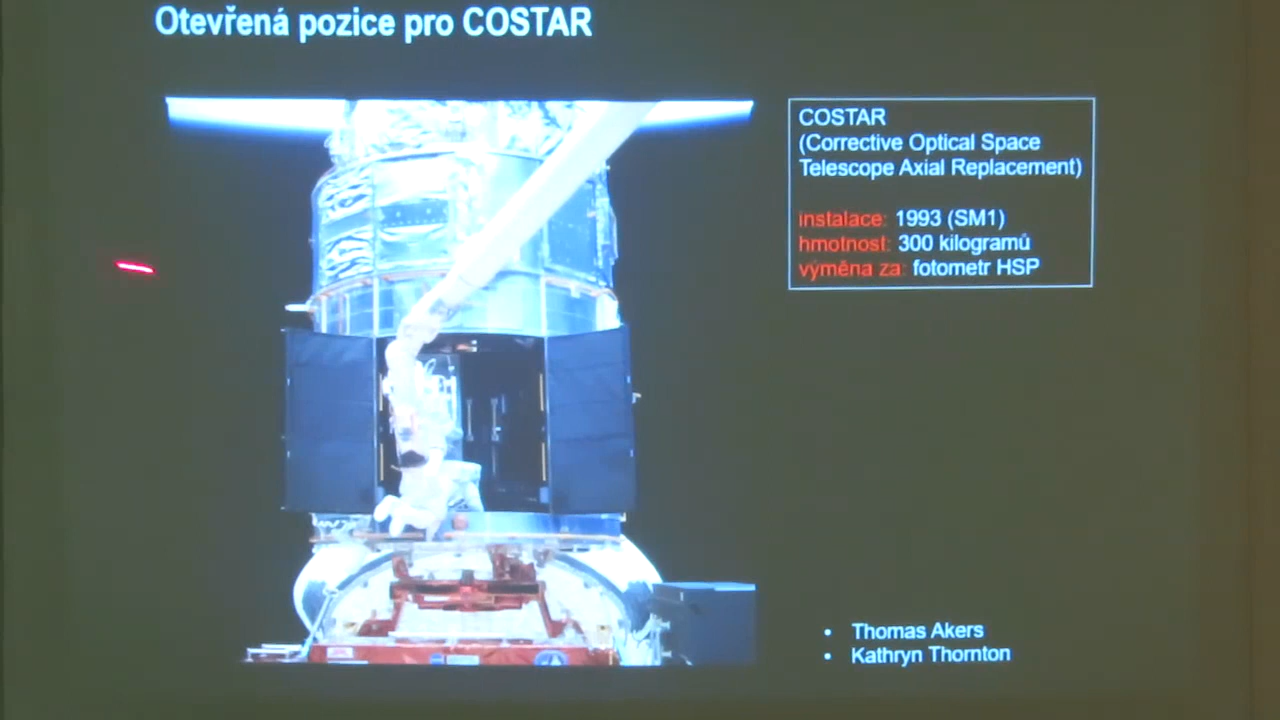 Otevřená pozice pro COSTAR
COSTAR
(Corrective Optical Space
Telescope Axial Replacement)
instalace: 1993 (SM1)
hmotnost: 300 kilogramů
výměna za: fotometr HSP
• Thomas Akers
• Kathryn Thornton